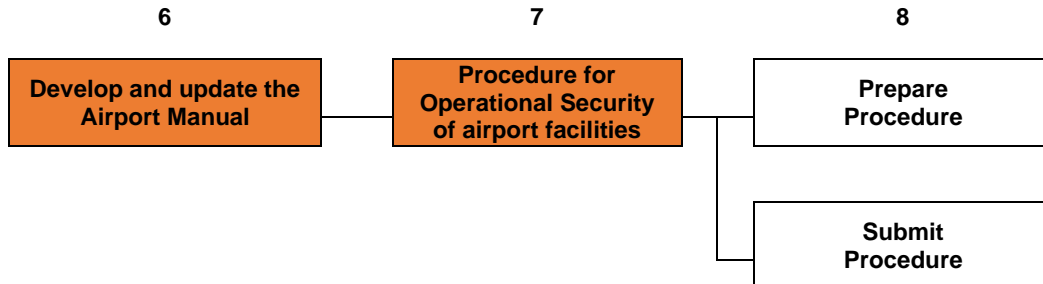 6
7
8
Develop and update the
Airport Manual
Procedure for
Operational Security
of airport facilities
Prepare
Procedure
Submit
Procedure